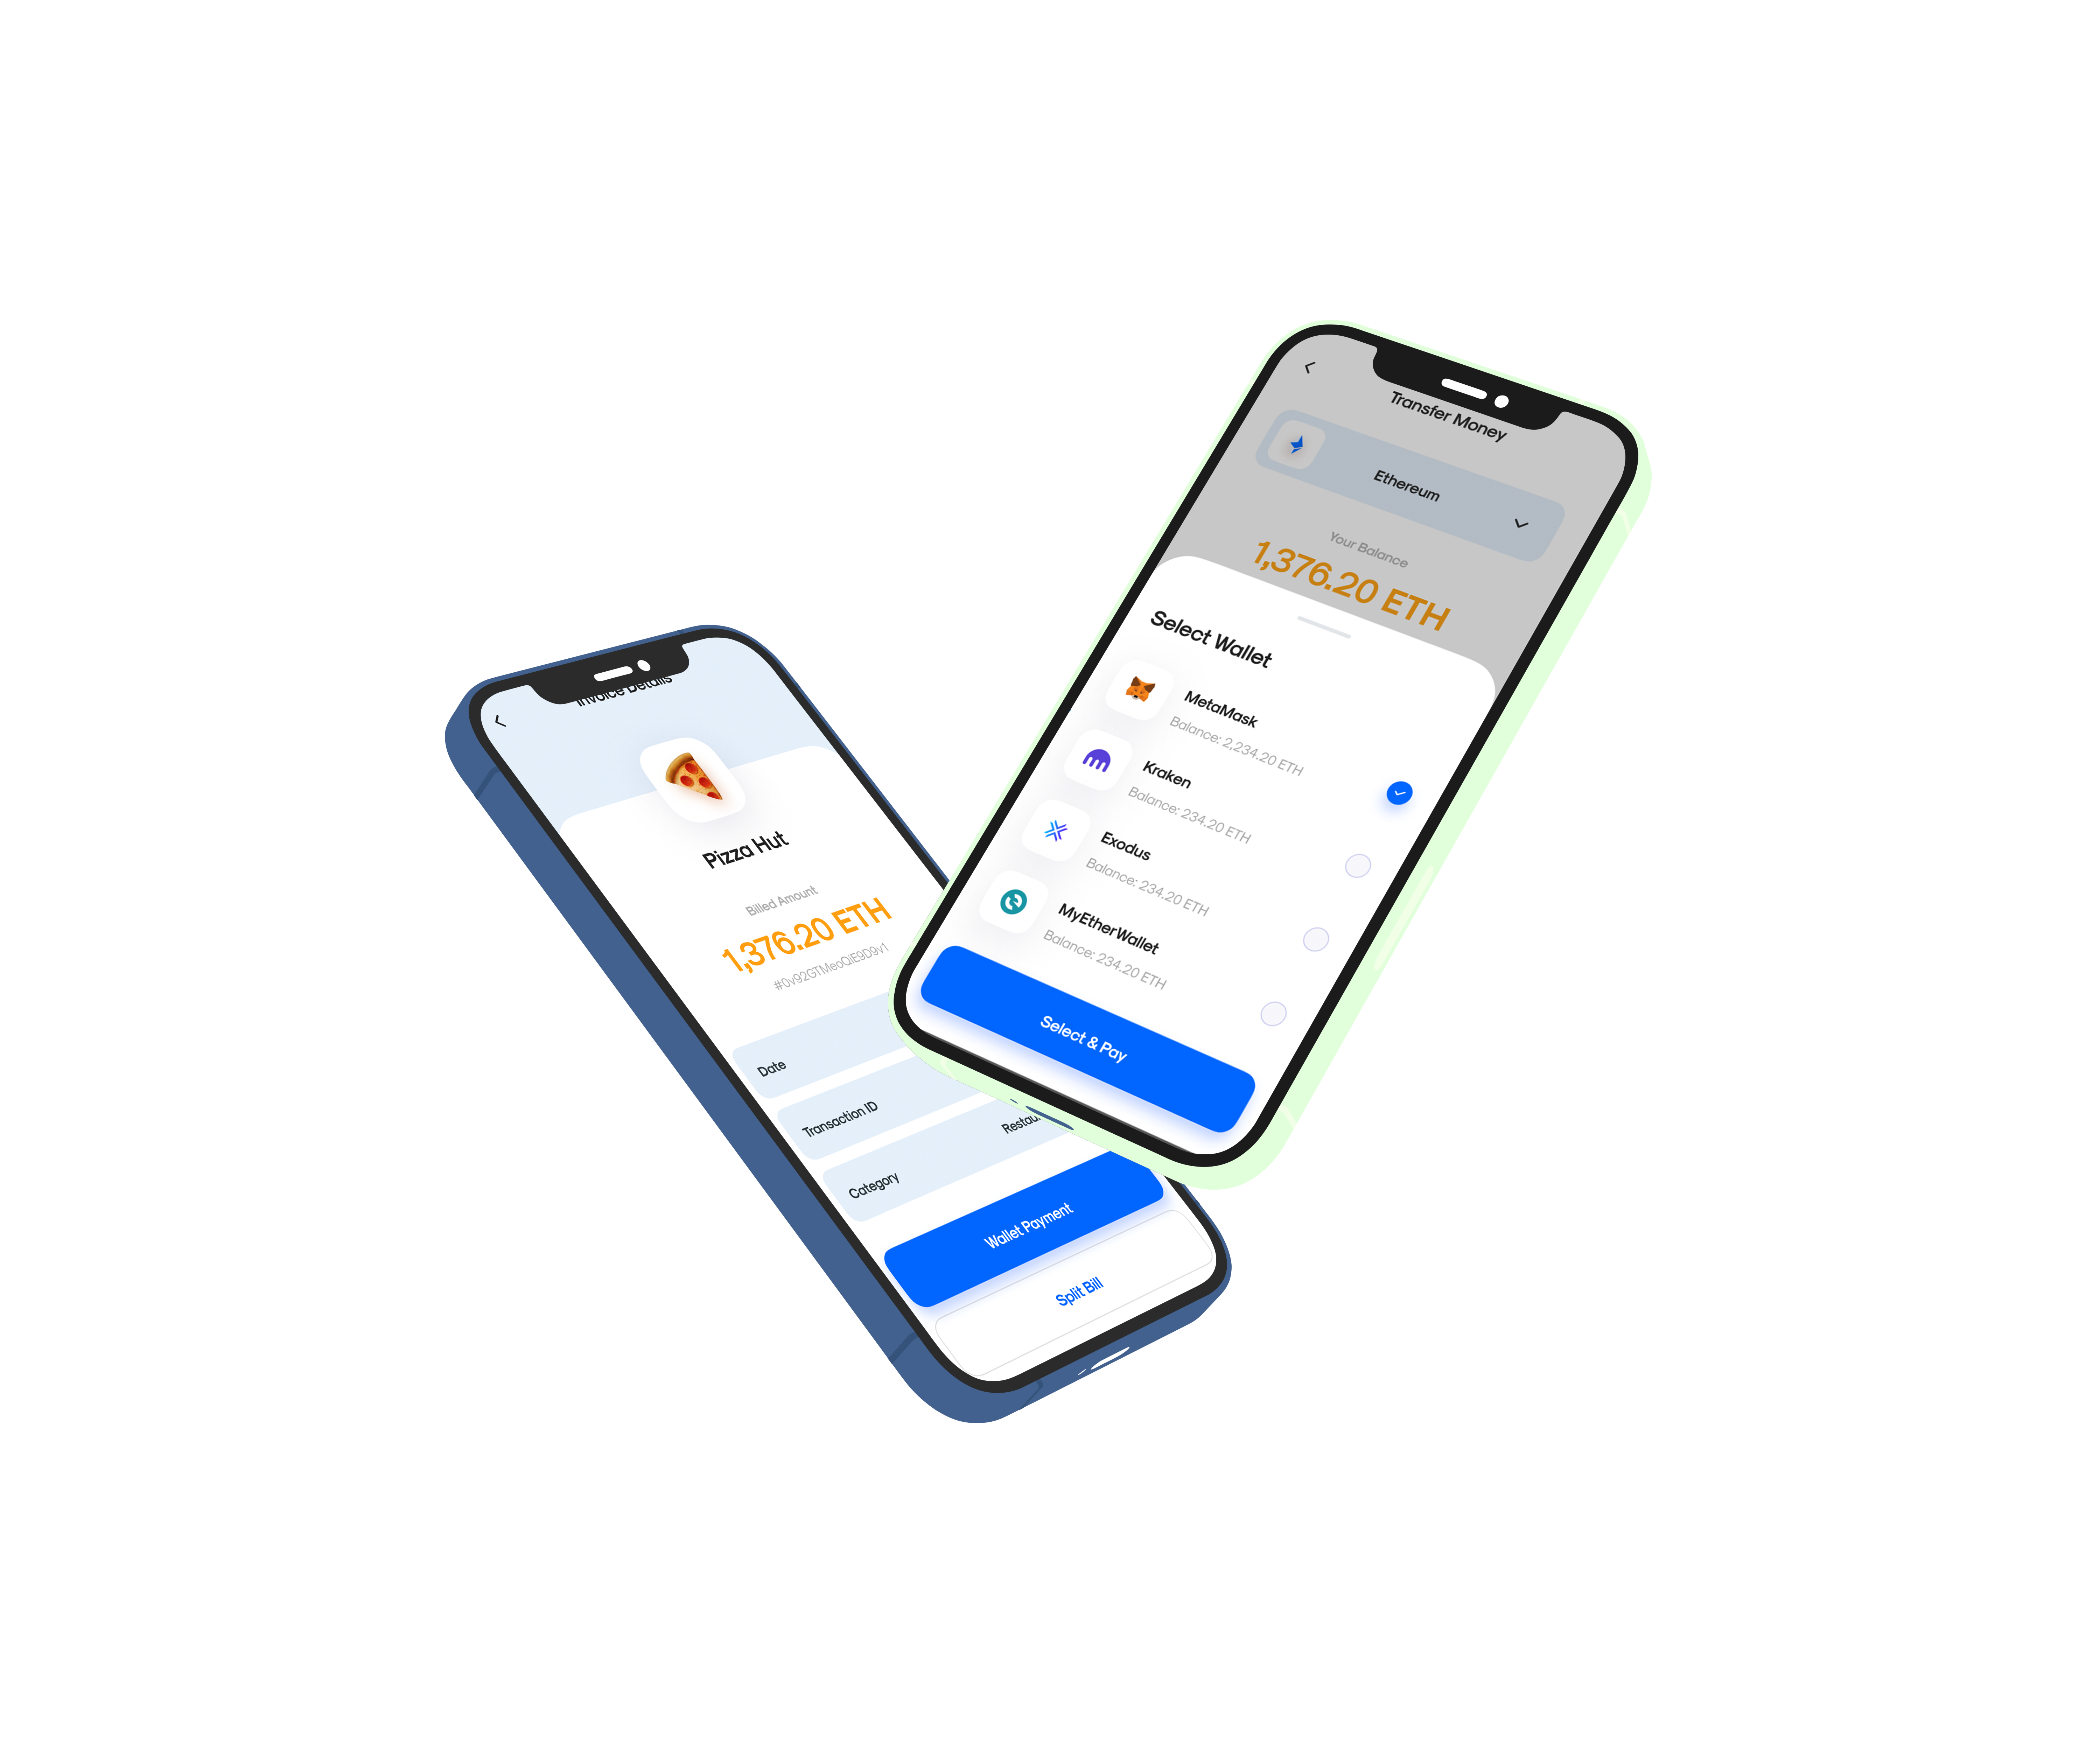 Invoice Details
Pizza Hut
Billed Amount
1,376.20 ETH
#0v92GTMeoQiE9D9v1
Date
Transaction ID
Category
Wallet Payment
Split Bill
Transfer Money
Ethereum
Your Balance
1,376.20 ETH
Select Wallet
MetaMask
Balance: 2,234.20 ETH
Kraken
Balance: 234.20 ETH
Exodus
Balance: 234.20 ETH
MyEtherWallet
Balance: 234.20 ETH
Select & Pay